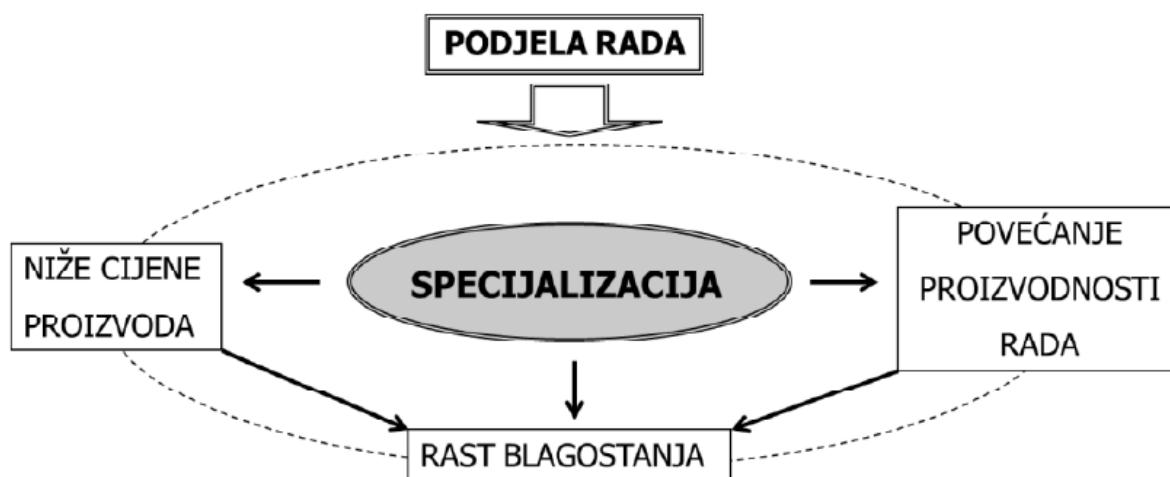 PODJELA RADA
NIŽE CIJENE
PROIZVODA
SPECIJALIZACIJA
POVEĆANJE
PROIZVODNOSTI
RADA
RAST BLAGOSTANJA